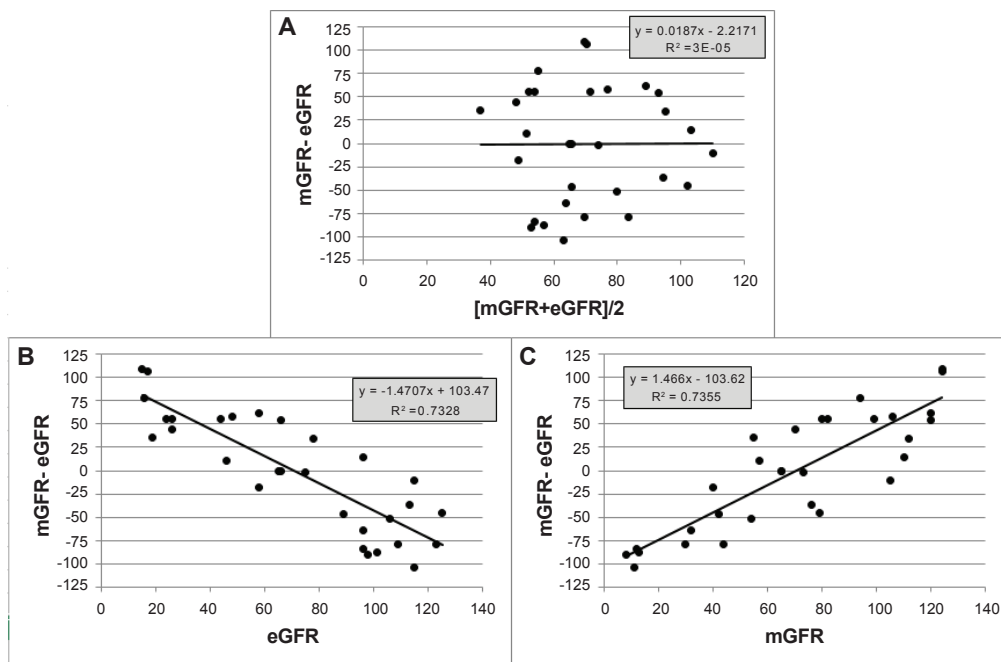 A
y = 0.0187x - 2.2171
R² =3E-05
125
100
75
50
25
0
-25
-50
-75
-100
-125
mGFR- eGFR
0 20 40 60 80 100 120
[mGFR+eGFR]/2
B
y = -1.4707x + 103.47
R² =0.7328
125
100
75
50
25
0
-25
-50
-75
-100
-125
mGFR- eGFR
0 20 40 60 80 100 120 140
eGFR
C
y = 1.466x - 103.62
R² = 0.7355
125
100
75
50
25
0
-25
-50
-75
-100
-125
mGFR- eGFR
0 20 40 60 80 100 120 140
mGFR